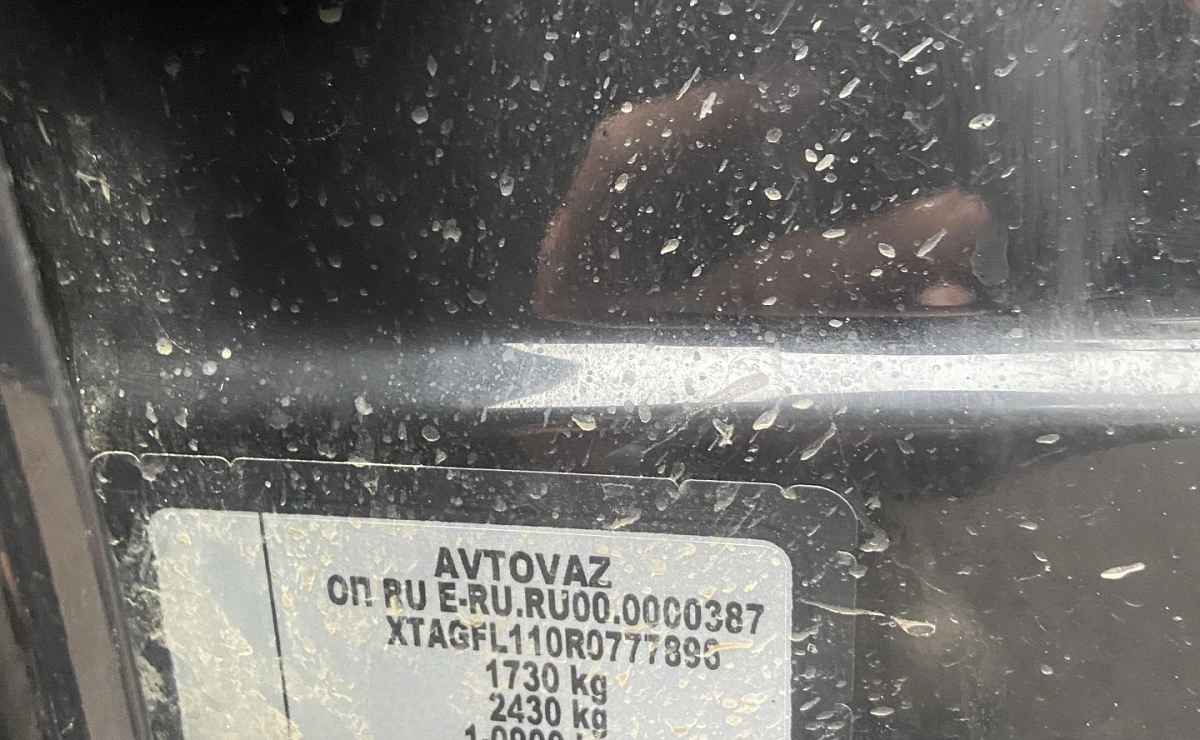 AVTOVAZ
ОП RU E-RU.RU00.0000387
XTAGFL110R0777896
1730 kg
2430 kg